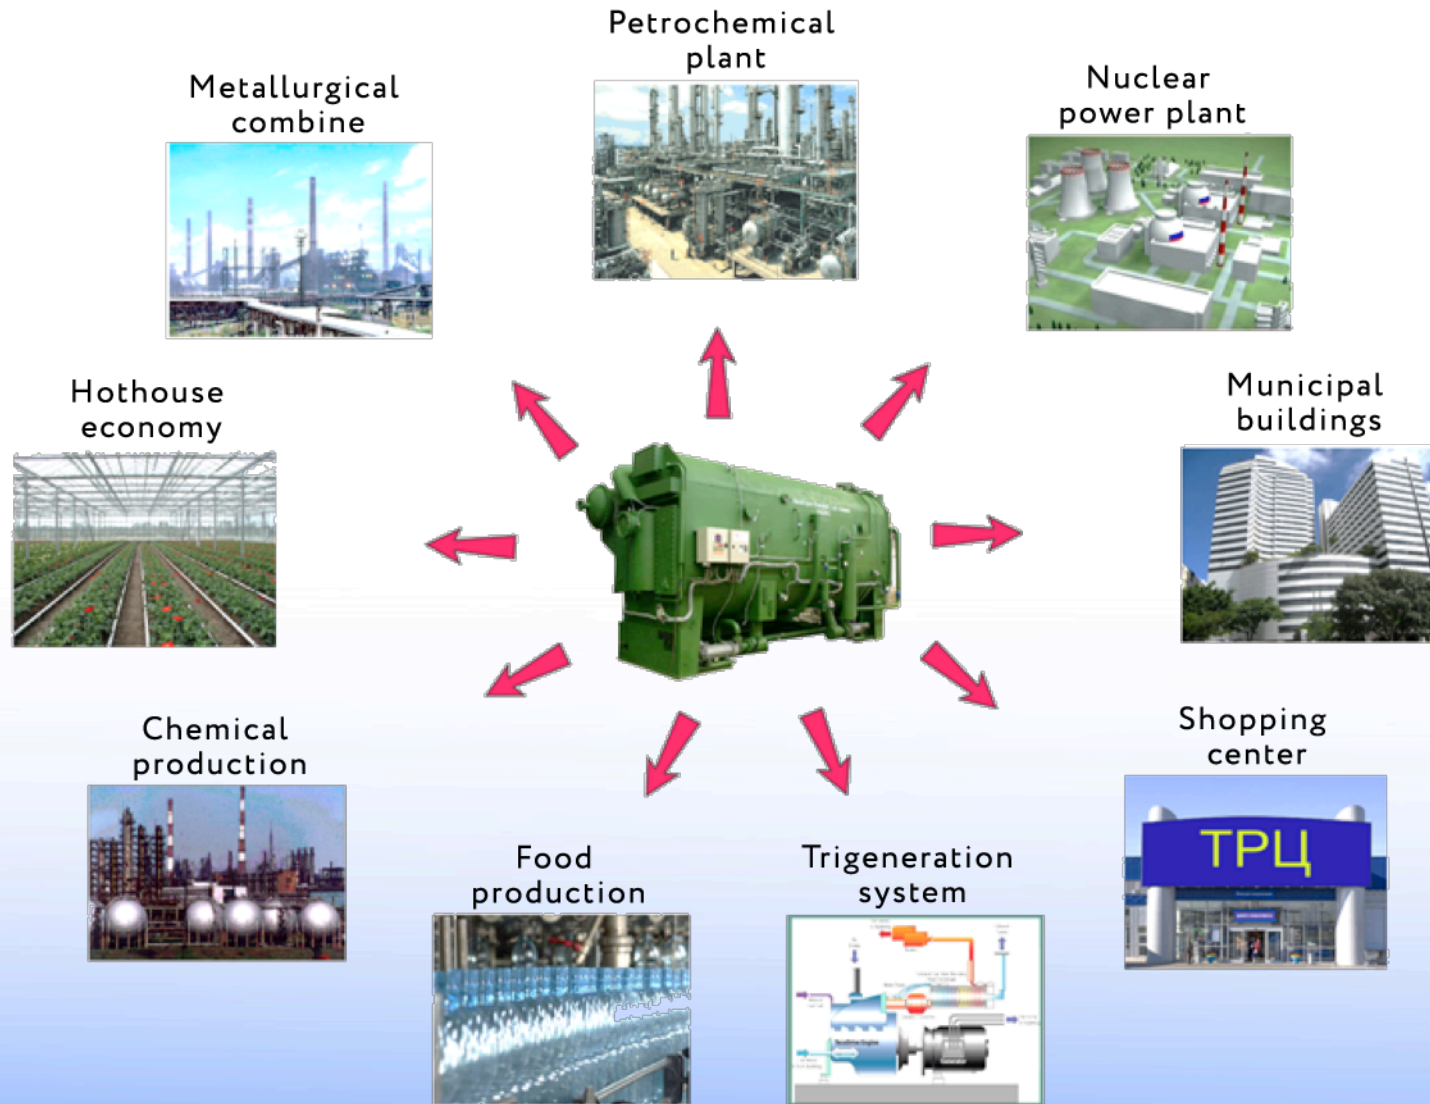 Petrochemical
plant
Metallurgical
combine
Nuclear
power plant
Hothouse
economy
Municipal
buildings
Chemical
production
Shopping
center
ТРЦ
Food
production
Trigeneration
system
Generator